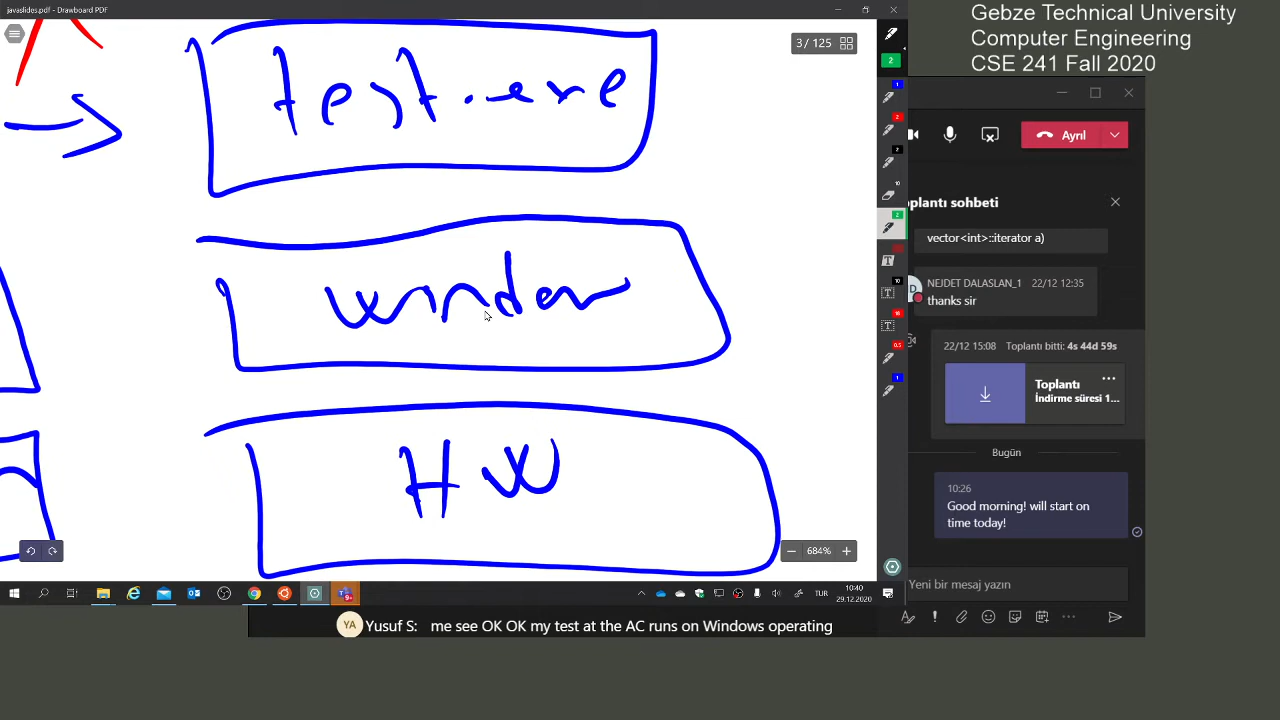 javaslides.pdf - Drawboard PDF
Gebze Technical University
Computer Engineering
CSE 241 Fall 2020
3 / 125
test.exe
window
HW
684%
Ayrıl
oplantı sohbeti
vector<int>::iterator a)
NEJDET DALASLAN_1 22/12 12:35
thanks sir
22/12 15:08 Toplantı bitti: 4s 44d 59s
Toplantı
İndirme süresi 1...
Bugün
10:26
Good morning! will start on
time today!
Yeni bir mesaj yazın
TUR
10:40
29.12.2020
YA Yusuf S: me see OK OK my test at the AC runs on Windows operating